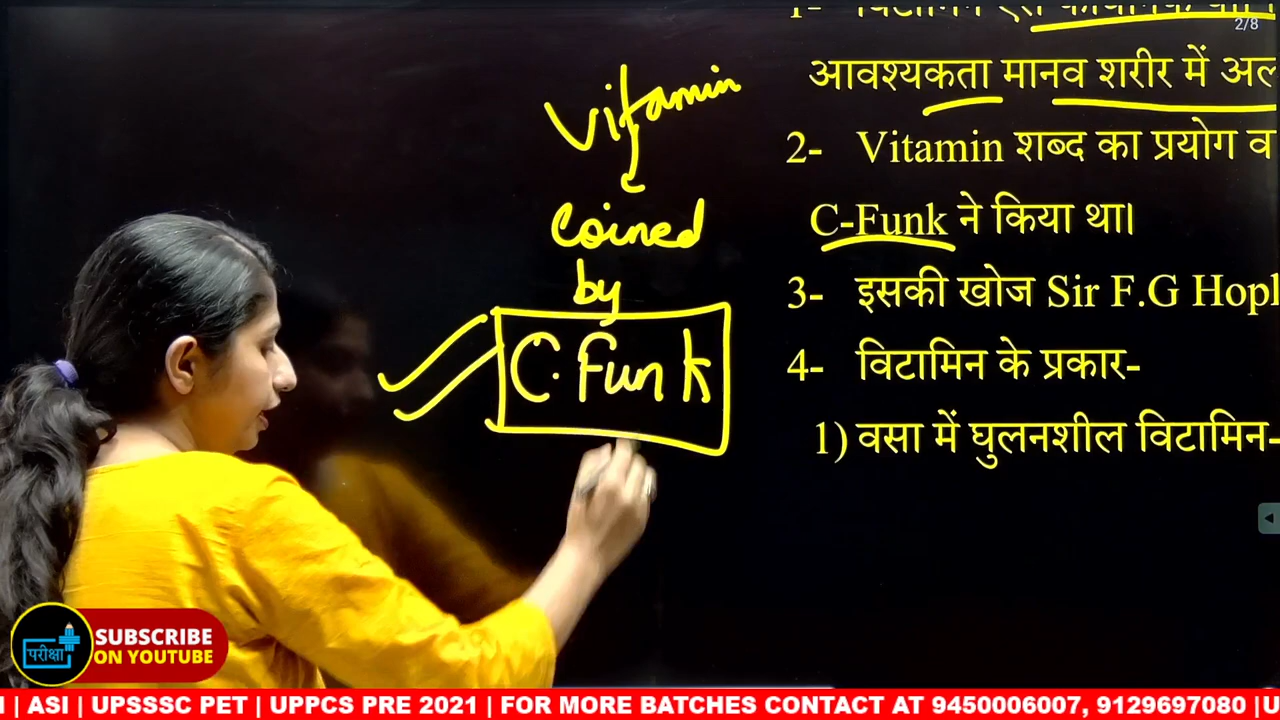 2/8
आवश्यकता मानव शरीर में
2- Vitamin शब्द का प्रयोग
C-Funk ने किया था।
3- इसकी खोज Sir F.G Hopl
4- विटामिन के प्रकार-
1) वसा में घुलनशील विटामिन-
Vitamin
Coined
by
C. Funk
परीक्षा
SUBSCRIBE
ON YOUTUBE
| ASI | UPSSSC PET | UPPCS PRE 2021 | FOR MORE BATCHES CONTACT AT 9450006007, 9129697080 |U